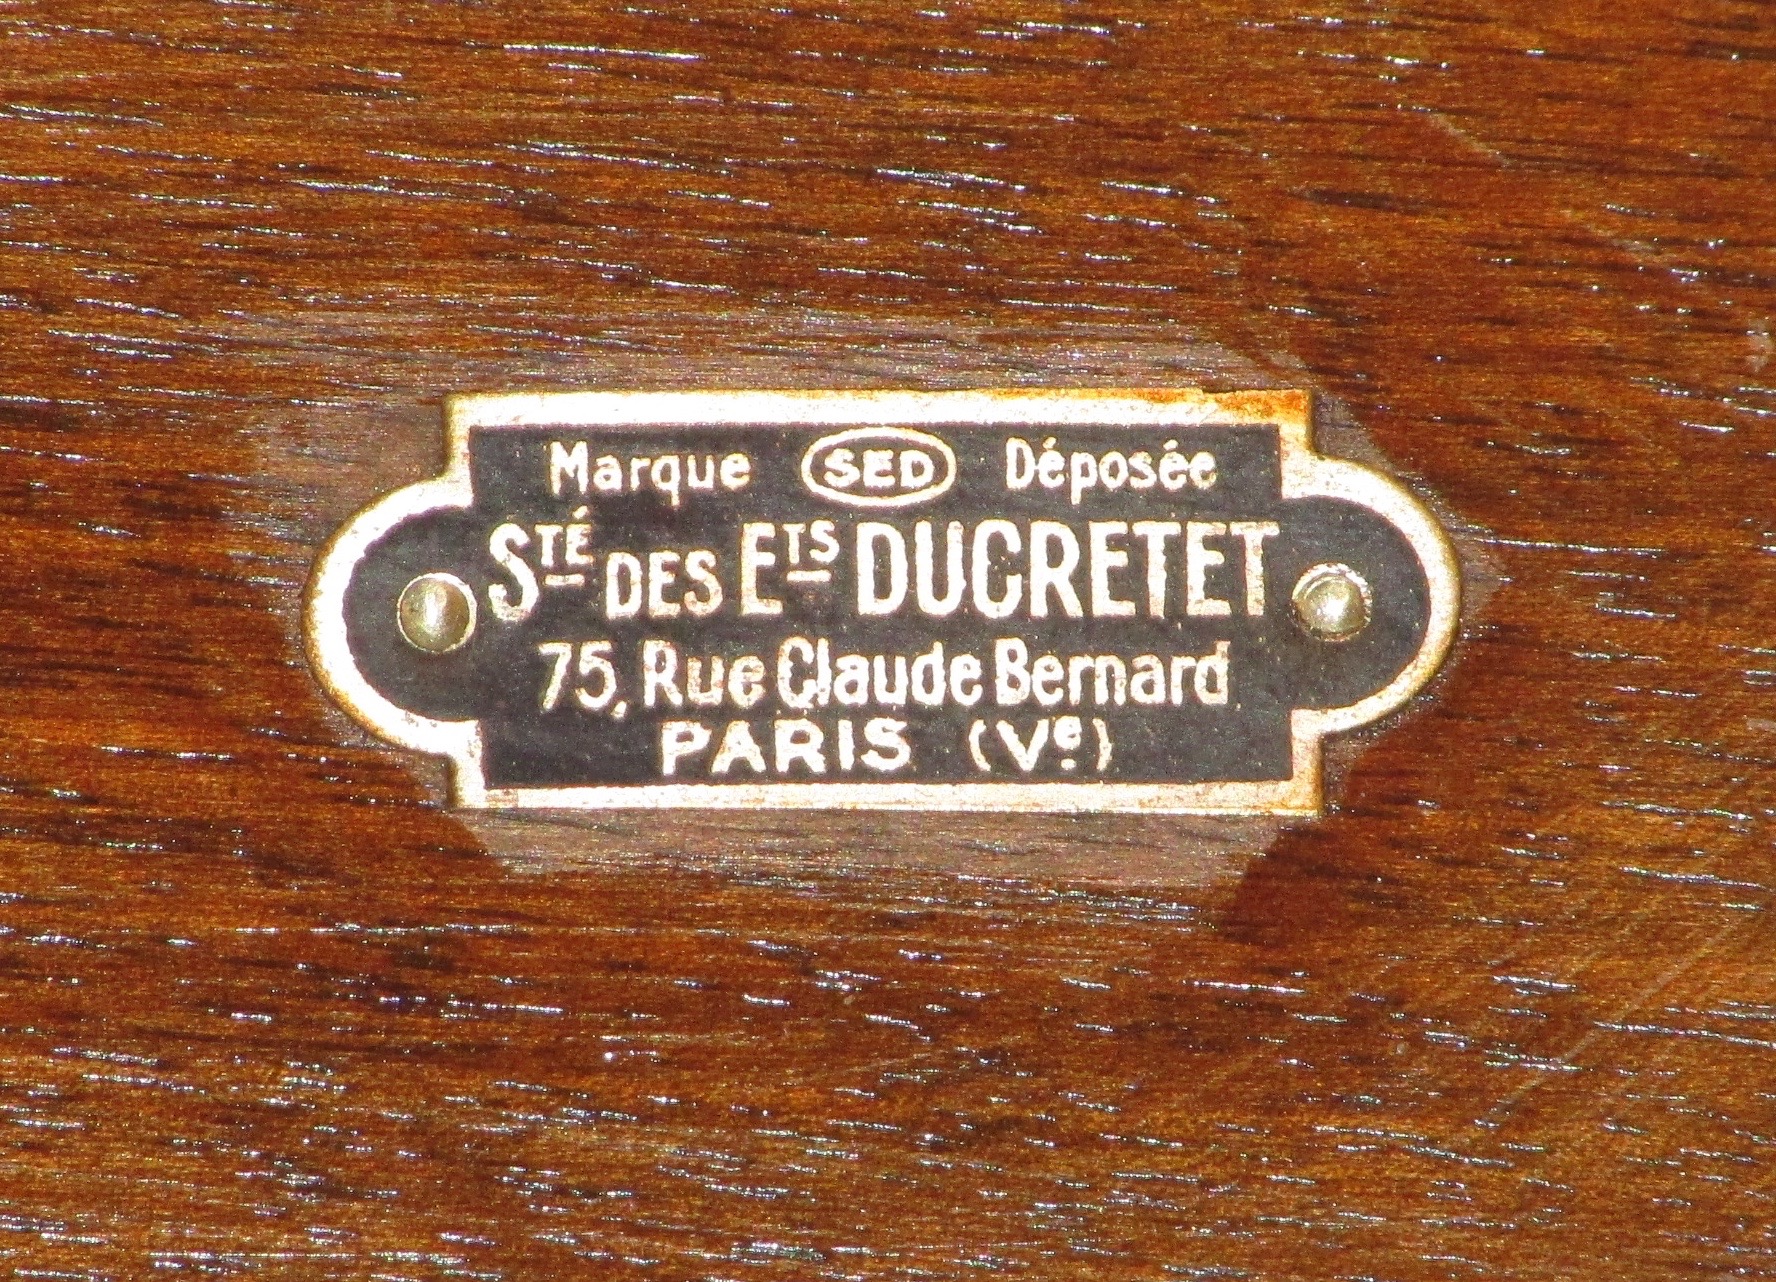 Marque SED Déposée
Sté DES Ets DUCRETET
75, Rue Claude Bernard
PARIS (Ve)